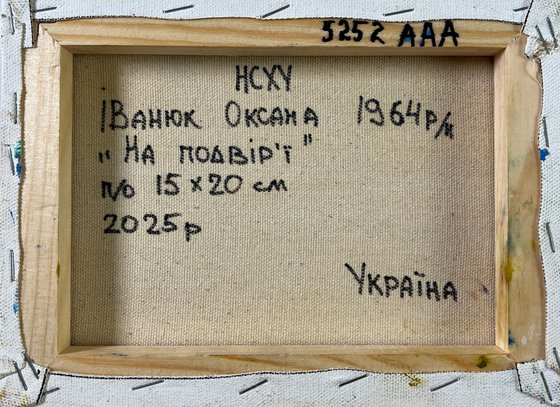 5252 AAA
НСХУ
Іванюк Оксана 1964р/н
„На подвір'ї"
п/о 15×20 см
2025р
Україна